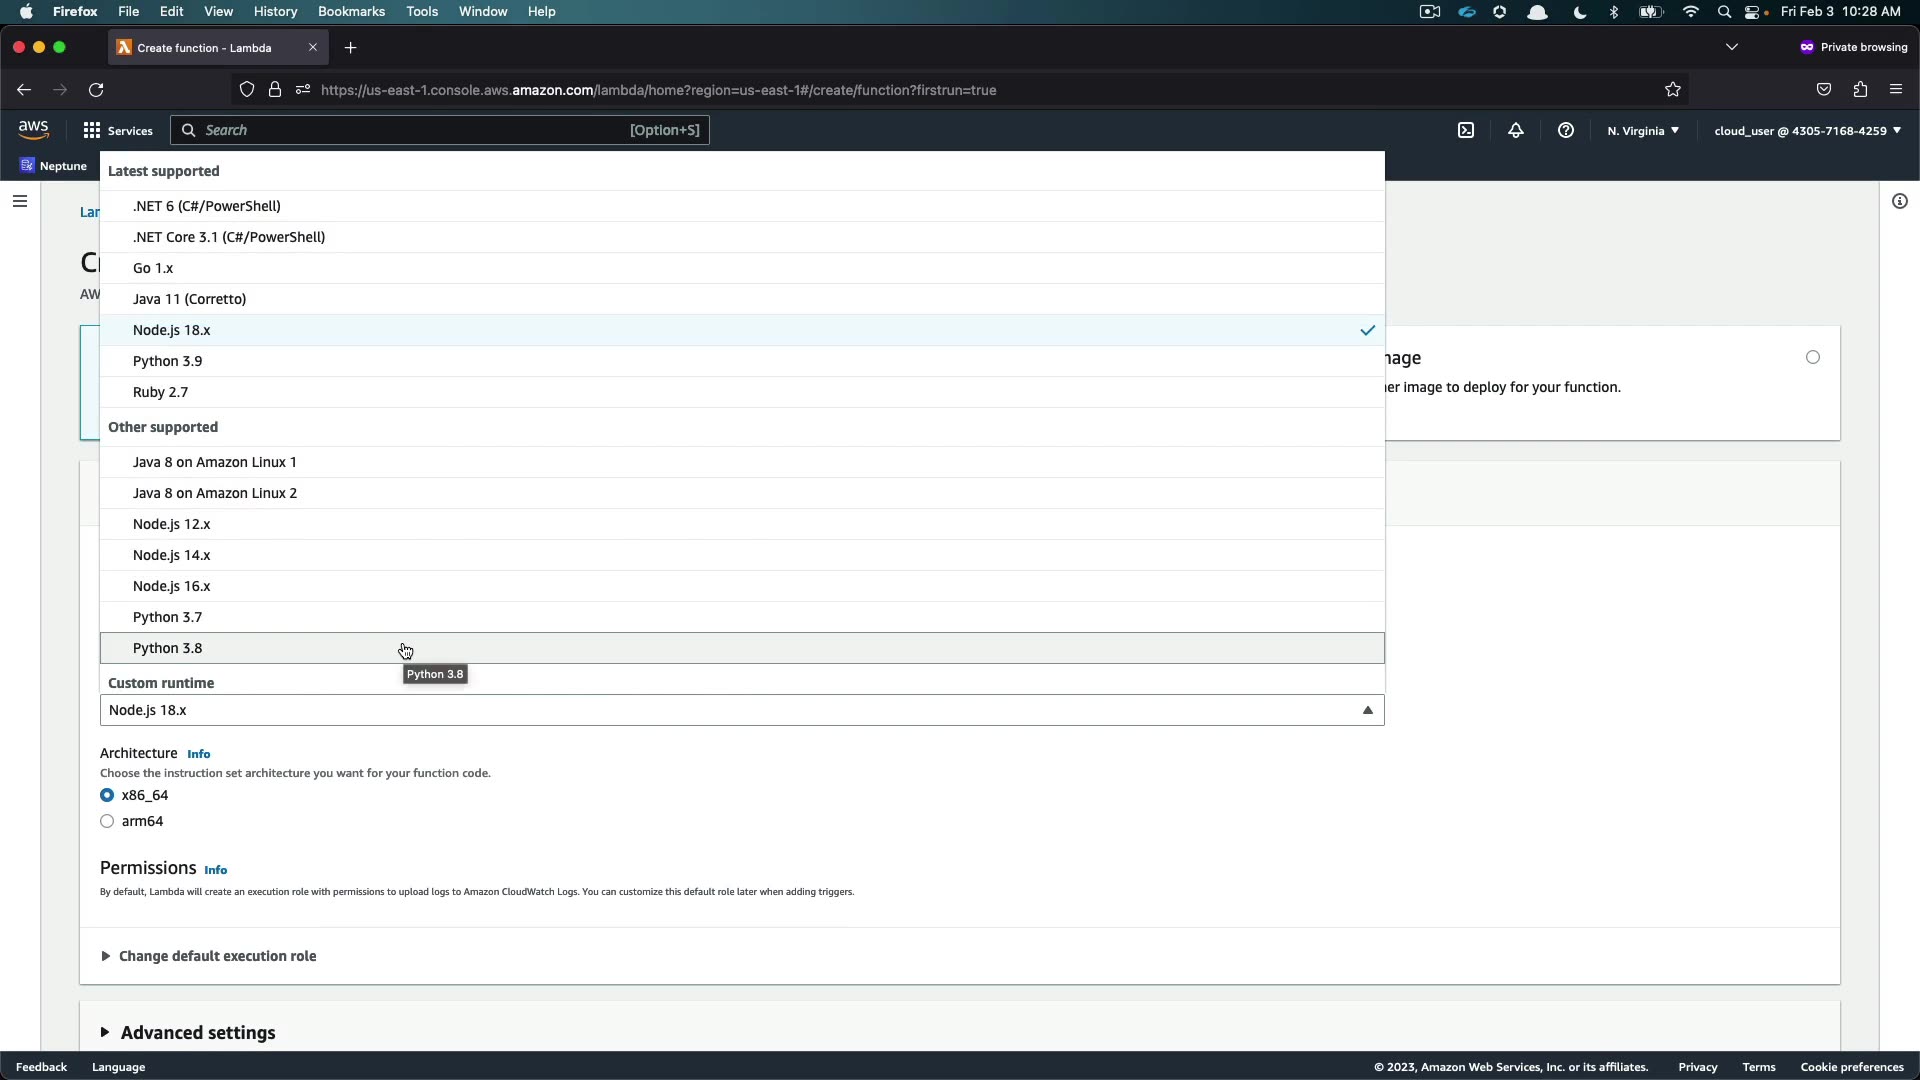 Firefox File Edit View History Bookmarks Tools Window Help Fri Feb 3 10:28 AM
Create function - Lambda Private browsing
https://us-east-1.console.aws.amazon.com/lambda/home?region=us-east-1#/create/function?firstrun=true
aws Services Search [Option+S] N. Virginia cloud_user @ 4305-7168-4259
Neptune
Latest supported
.NET 6 (C#/PowerShell)
.NET Core 3.1 (C#/PowerShell)
Go 1.x
Java 11 (Corretto)
Node.js 18.x
Python 3.9
Ruby 2.7
Other supported
Java 8 on Amazon Linux 1
Java 8 on Amazon Linux 2
Node.js 12.x
Node.js 14.x
Node.js 16.x
Python 3.7
Python 3.8
Python 3.8
Custom runtime
Node.js 18.x
image to deploy for your function.
Architecture Info
Choose the instruction set architecture you want for your function code.
x86_64
arm64
Permissions Info
By default, Lambda will create an execution role with permissions to upload logs to Amazon CloudWatch Logs. You can customize this default role later when adding triggers.
Change default execution role
Advanced settings
Feedback Language © 2023, Amazon Web Services, Inc. or its affiliates. Privacy Terms Cookie preferences